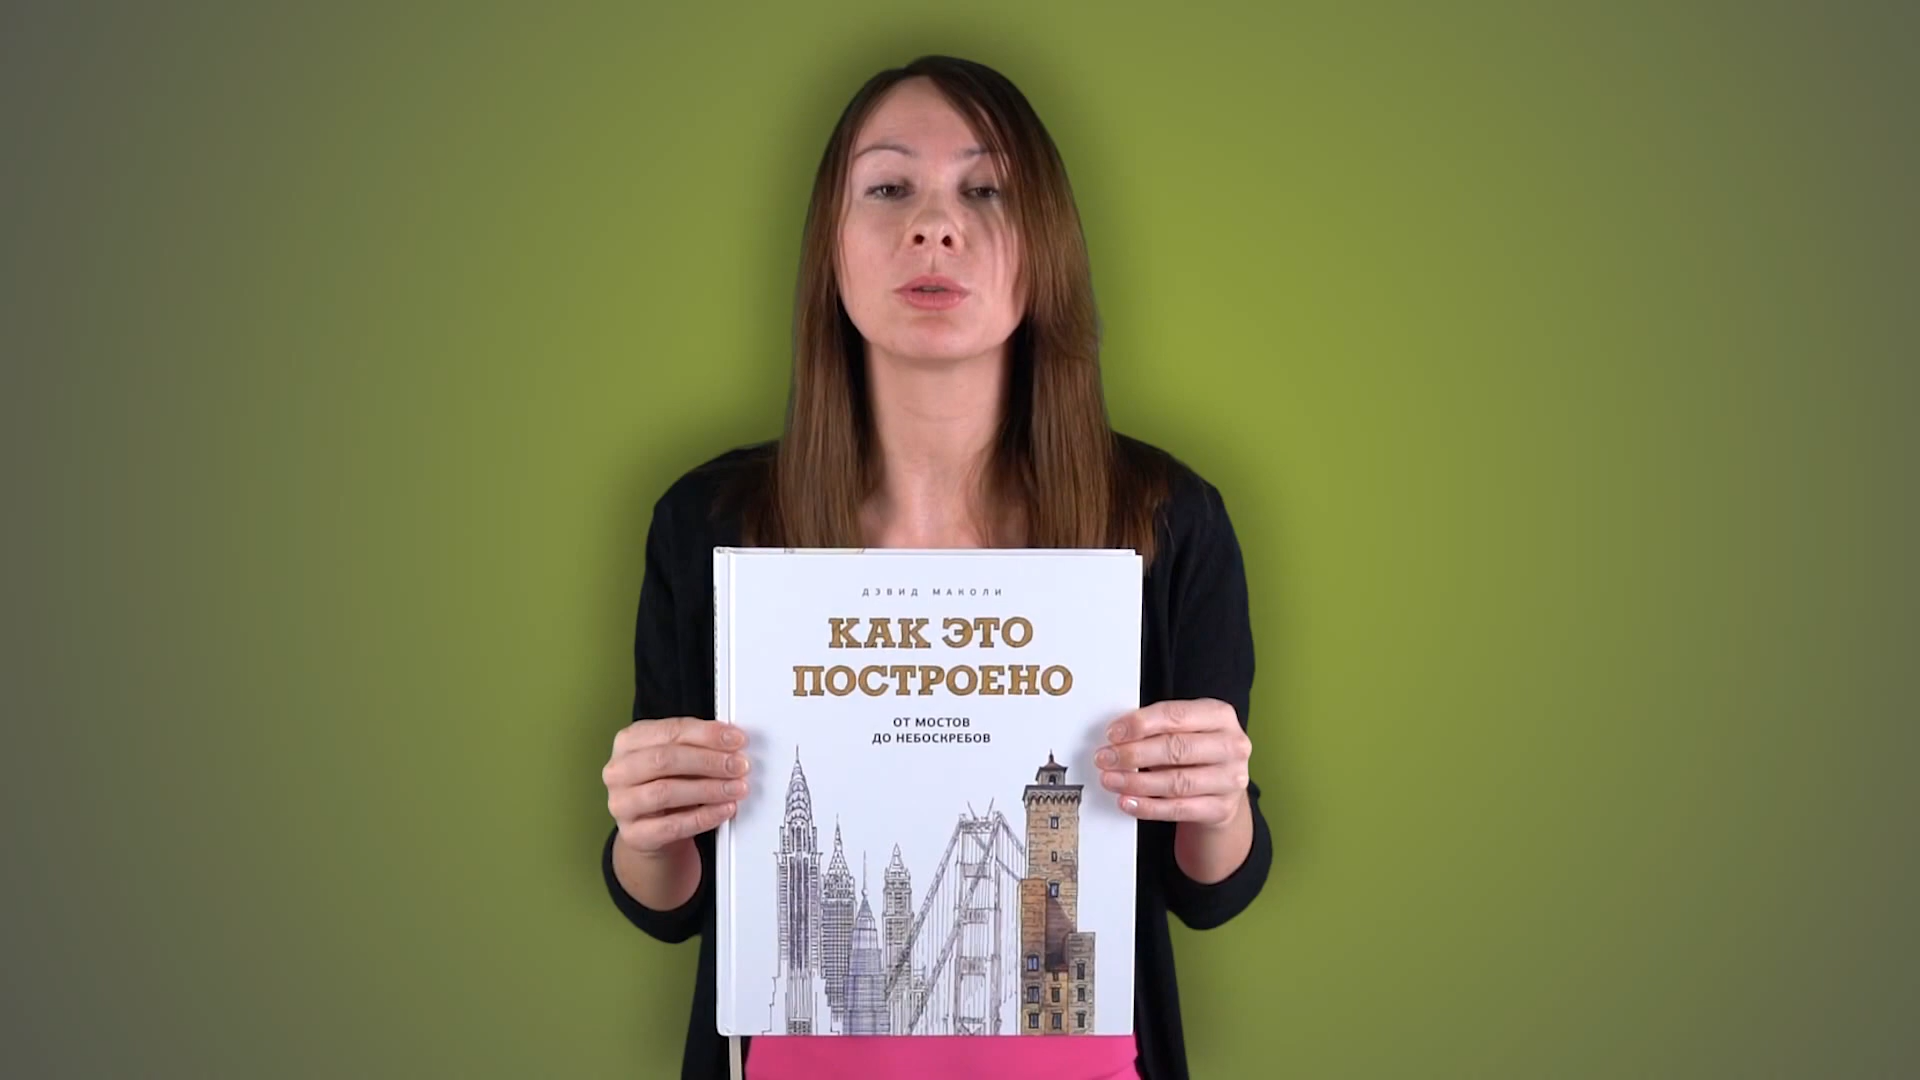 ДЭВИД МАКОЛИ
КАК ЭТО
ПОСТРОЕНО
ОТ МОСТОВ
ДО НЕБОСКРЕБОВ